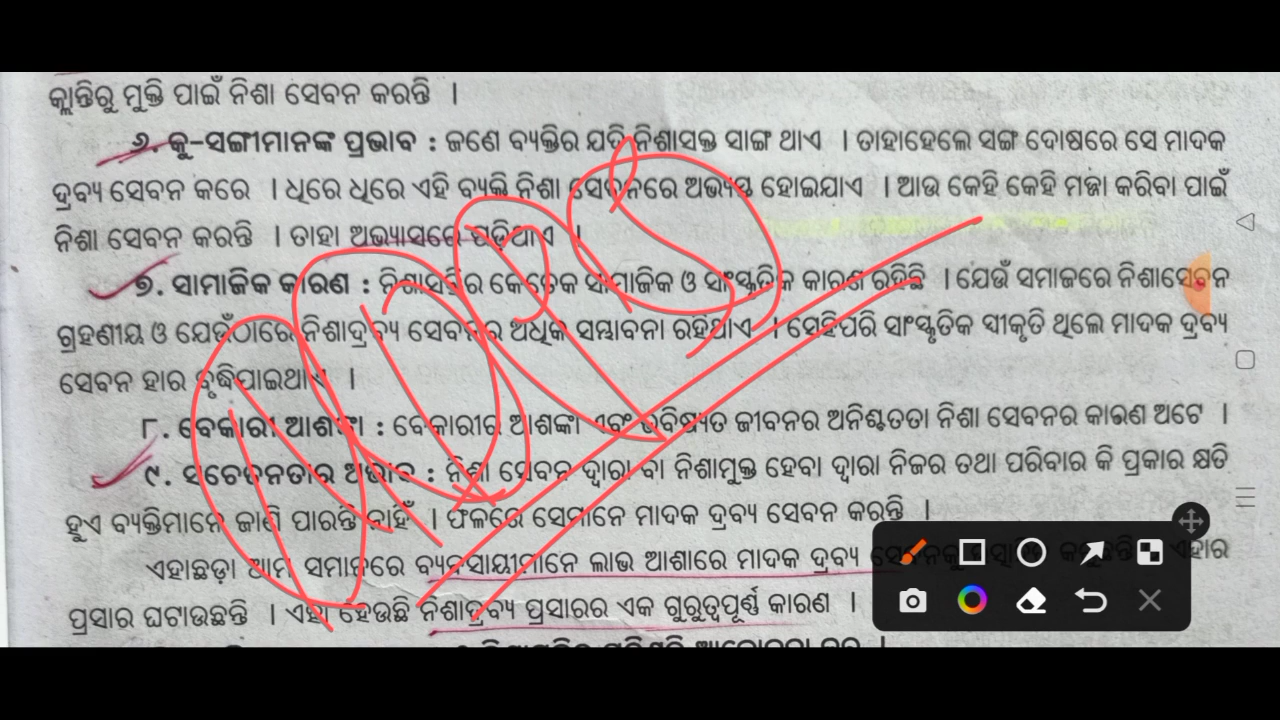 କ୍ଲାନ୍ତିରୁ ମୁକ୍ତି ପାଇଁ ନିଶା ସେବନ କରନ୍ତି ।
୬. କୁ-ସଙ୍ଗୀମାନଙ୍କ ପ୍ରଭାବ : ଜଣେ ବ୍ୟକ୍ତିର ଯଦି ନିଶାସକ୍ତ ସାଙ୍ଗ ଥାଏ । ତାହାହେଲେ ସଙ୍ଗ ଦୋଷରେ ସେ ମାଦକ
ଦ୍ରବ୍ୟ ସେବନ କରେ । ଧିରେ ଧିରେ ଏହି ବ୍ୟକ୍ତି ନିଶା ସେବନରେ ଅଭ୍ୟସ୍ତ ହୋଇଯାଏ । ଆଉ କେହି କେହି ମଜ୍ଜା କରିବା ପାଇଁ
ନିଶା ସେବନ କରନ୍ତି । ତାହା ଅଭ୍ୟାସରେ ପଡ଼ିଥାଏ ।
୭. ସାମାଜିକ କାରଣ : ନିଶାସକ୍ତିର କେତେକ ସାମାଜିକ ଓ ସାଂସ୍କୃତିକ କାରଣ ରହିଛି । ଯେଉଁ ସମାଜରେ ନିଶାସେବନ
ଗ୍ରହଣୀୟ ଓ ଯେଉଁଠାରେ ନିଶାଦ୍ରବ୍ୟ ସେବନର ଅଧିକ ସମ୍ଭାବନା ରହିଥାଏ । ସେହିପରି ସାଂସ୍କୃତିକ ସ୍ୱୀକୃତି ଥିଲେ ମାଦକ ଦ୍ରବ୍ୟ
ସେବନ ହାର ବୃଦ୍ଧିପାଇଥାଏ ।
୮. ବେକାରୀ ଆଶଙ୍କା : ବେକାରୀର ଆଶଙ୍କା ଏବଂ ଭବିଷ୍ୟତ ଜୀବନର ଅନିଶ୍ଚତତା ନିଶା ସେବନର କାରଣ ଅଟେ ।
୯. ସଚେତନତାର ଅଭାବ : ନିଶା ସେବନ ଦ୍ୱାରା ବା ନିଶାମୁକ୍ତ ହେବା ଦ୍ୱାରା ନିଜର ତଥା ପରିବାର କି ପ୍ରକାର କ୍ଷତି
ହୁଏ ବ୍ୟକ୍ତିମାନେ ଜାଣି ପାରନ୍ତି ନାହିଁ । ଫଳରେ ସେମାନେ ମାଦକ ଦ୍ରବ୍ୟ ସେବନ କରନ୍ତି ।
ଏହାଛଡ଼ା ଆମ ସମାଜରେ ବ୍ୟବସାୟୀମାନେ ଲାଭ ଆଶାରେ ମାଦକ ଦ୍ରବ୍ୟ ଏହାର
ପ୍ରସାର ଘଟାଉଛନ୍ତି । ଏହା ହେଉଛି ନିଶାଦ୍ରବ୍ୟ ପ୍ରସାରର ଏକ ଗୁରୁତ୍ୱପୂର୍ଣ୍ଣ କାରଣ ।